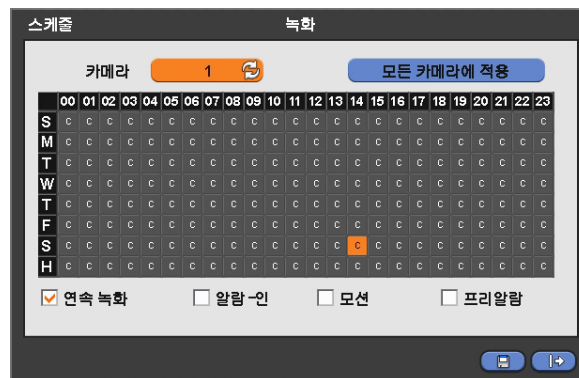 스케줄 녹화
카메라 1 모든 카메라에 적용
00 01 02 03 04 05 06 07 08 09 10 11 12 13 14 15 16 17 18 19 20 21 22 23
S C C C C C C C C C C C C C C C C C C C C C C C C
M C C C C C C C C C C C C C C C C C C C C C C C C
T C C C C C C C C C C C C C C C C C C C C C C C C
W C C C C C C C C C C C C C C C C C C C C C C C C
T C C C C C C C C C C C C C C C C C C C C C C C C
F C C C C C C C C C C C C C C C C C C C C C C C C
S C C C C C C C C C C C C C C C C C C C C C C C C
H C C C C C C C C C C C C C C C C C C C C C C C C
연속 녹화 알람-인 모션 프리알람